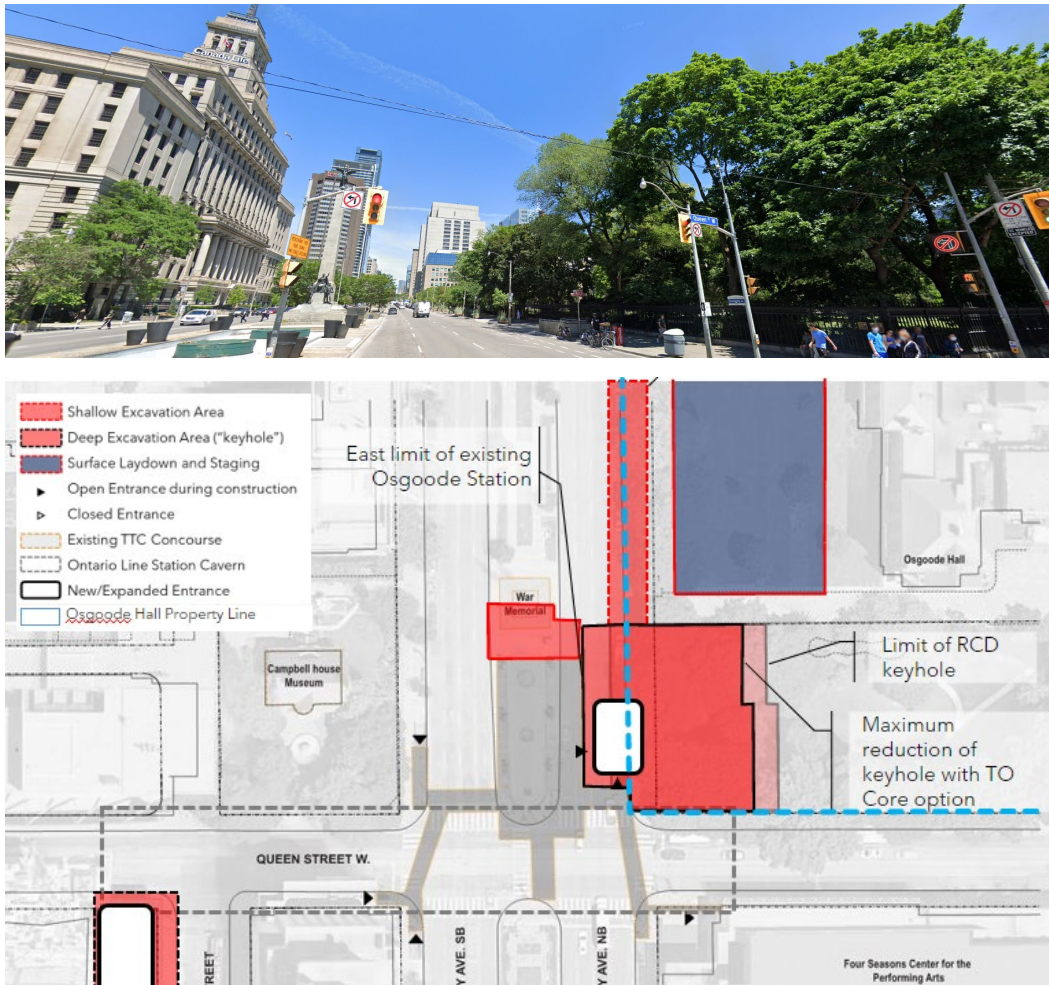 Canada Life
Queen St W
Shallow Excavation Area
Deep Excavation Area (“keyhole”)
Surface Laydown and Staging
Open Entrance during construction
Closed Entrance
Existing TTC Concourse
Ontario Line Station Cavern
New/Expanded Entrance
Osgoode Hall Property Line
East limit of existing
Osgoode Station
Osgoode Hall
War
Memorial
Campbell house
Museum
Limit of RCD
keyhole
Maximum
reduction of
keyhole with TO
Core option
QUEEN STREET W.
REET
Y AVE. SB
Y AVE. NB
Four Seasons Center for the
Performing Arts